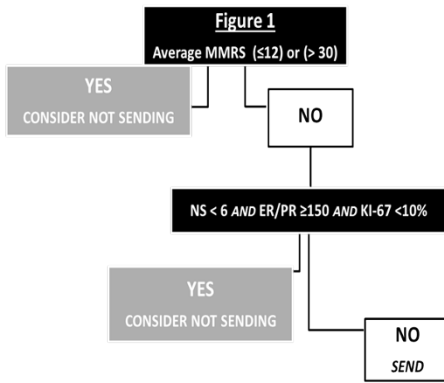 Figure 1
Average MMRS (≤12) or (> 30)
YES
CONSIDER NOT SENDING
NO
NS < 6 AND ER/PR ≥150 AND KI-67 <10%
YES
CONSIDER NOT SENDING
NO
SEND